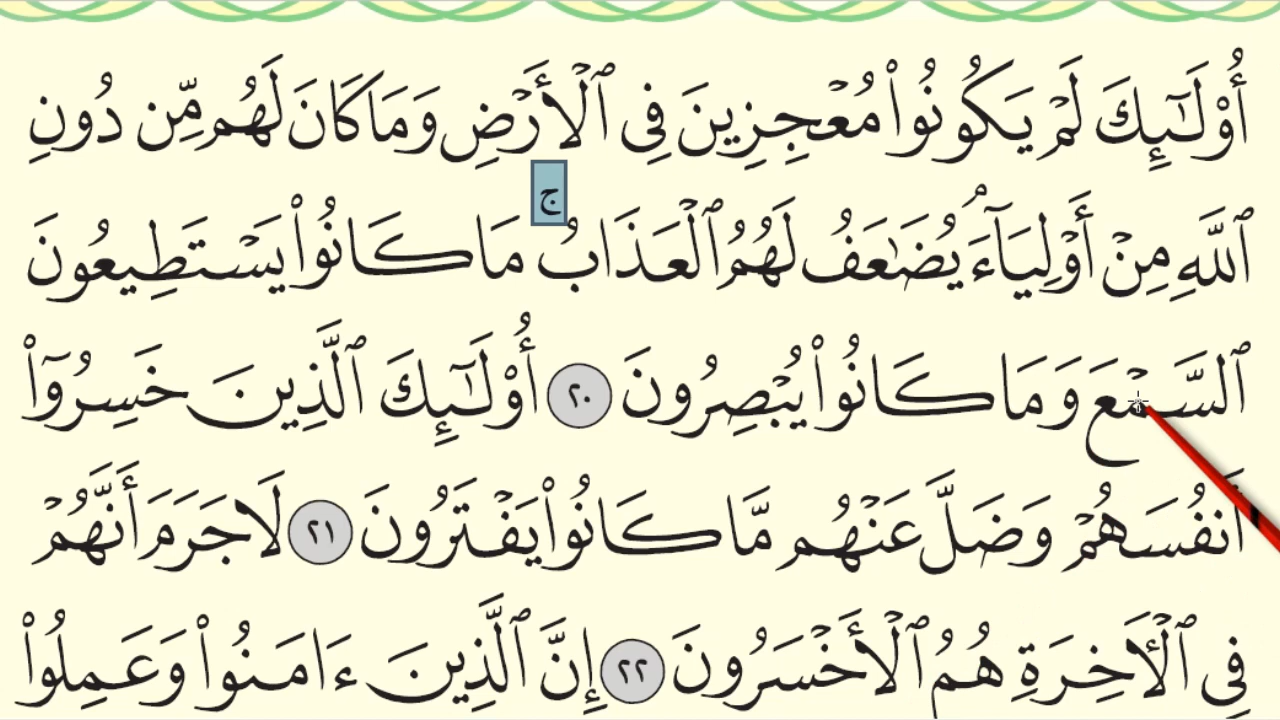 أُوْلَـٰٓئِكَ لَمۡ يَكُونُواْ مُعۡجِزِينَ فِي ٱلۡأَرۡضِ وَمَا كَانَ لَهُم مِّن دُونِ
ٱللَّهِ مِنۡ أَوۡلِيَآءَۘ يُضَٰعَفُ لَهُمُ ٱلۡعَذَابُۚ مَا كَانُواْ يَسۡتَطِيعُونَ
ٱلسَّمۡعَ وَمَا كَانُواْ يُبۡصِرُونَ ٢٠ أُوْلَـٰٓئِكَ ٱلَّذِينَ خَسِرُوٓاْ
أَنفُسَهُمۡ وَضَلَّ عَنۡهُم مَّا كَانُواْ يَفۡتَرُونَ ٢١ لَا جَرَمَ أَنَّهُمۡ
فِي ٱلۡأٓخِرَةِ هُمُ ٱلۡأَخۡسَرُونَ ٢٢ إِنَّ ٱلَّذِينَ ءَامَنُواْ وَعَمِلُواْ